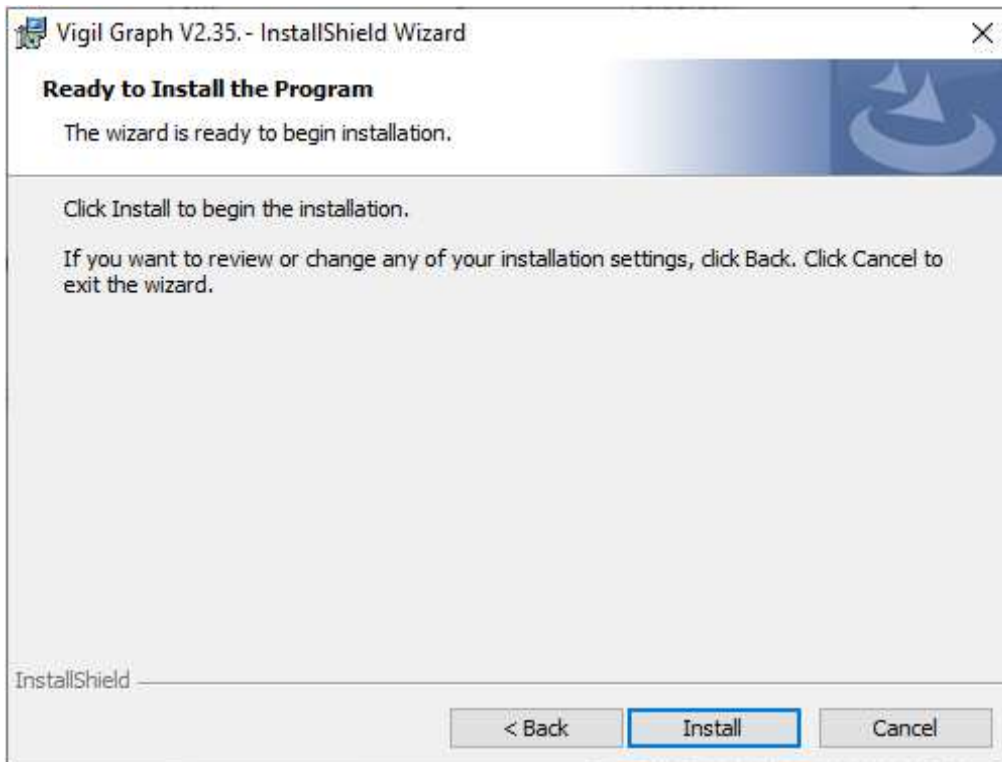 Vigil Graph V2.35.- InstallShield Wizard
Ready to Install the Program
The wizard is ready to begin installation.
Click Install to begin the installation.
If you want to review or change any of your installation settings, click Back. Click Cancel to
exit the wizard.
InstallShield
< Back
Install
Cancel